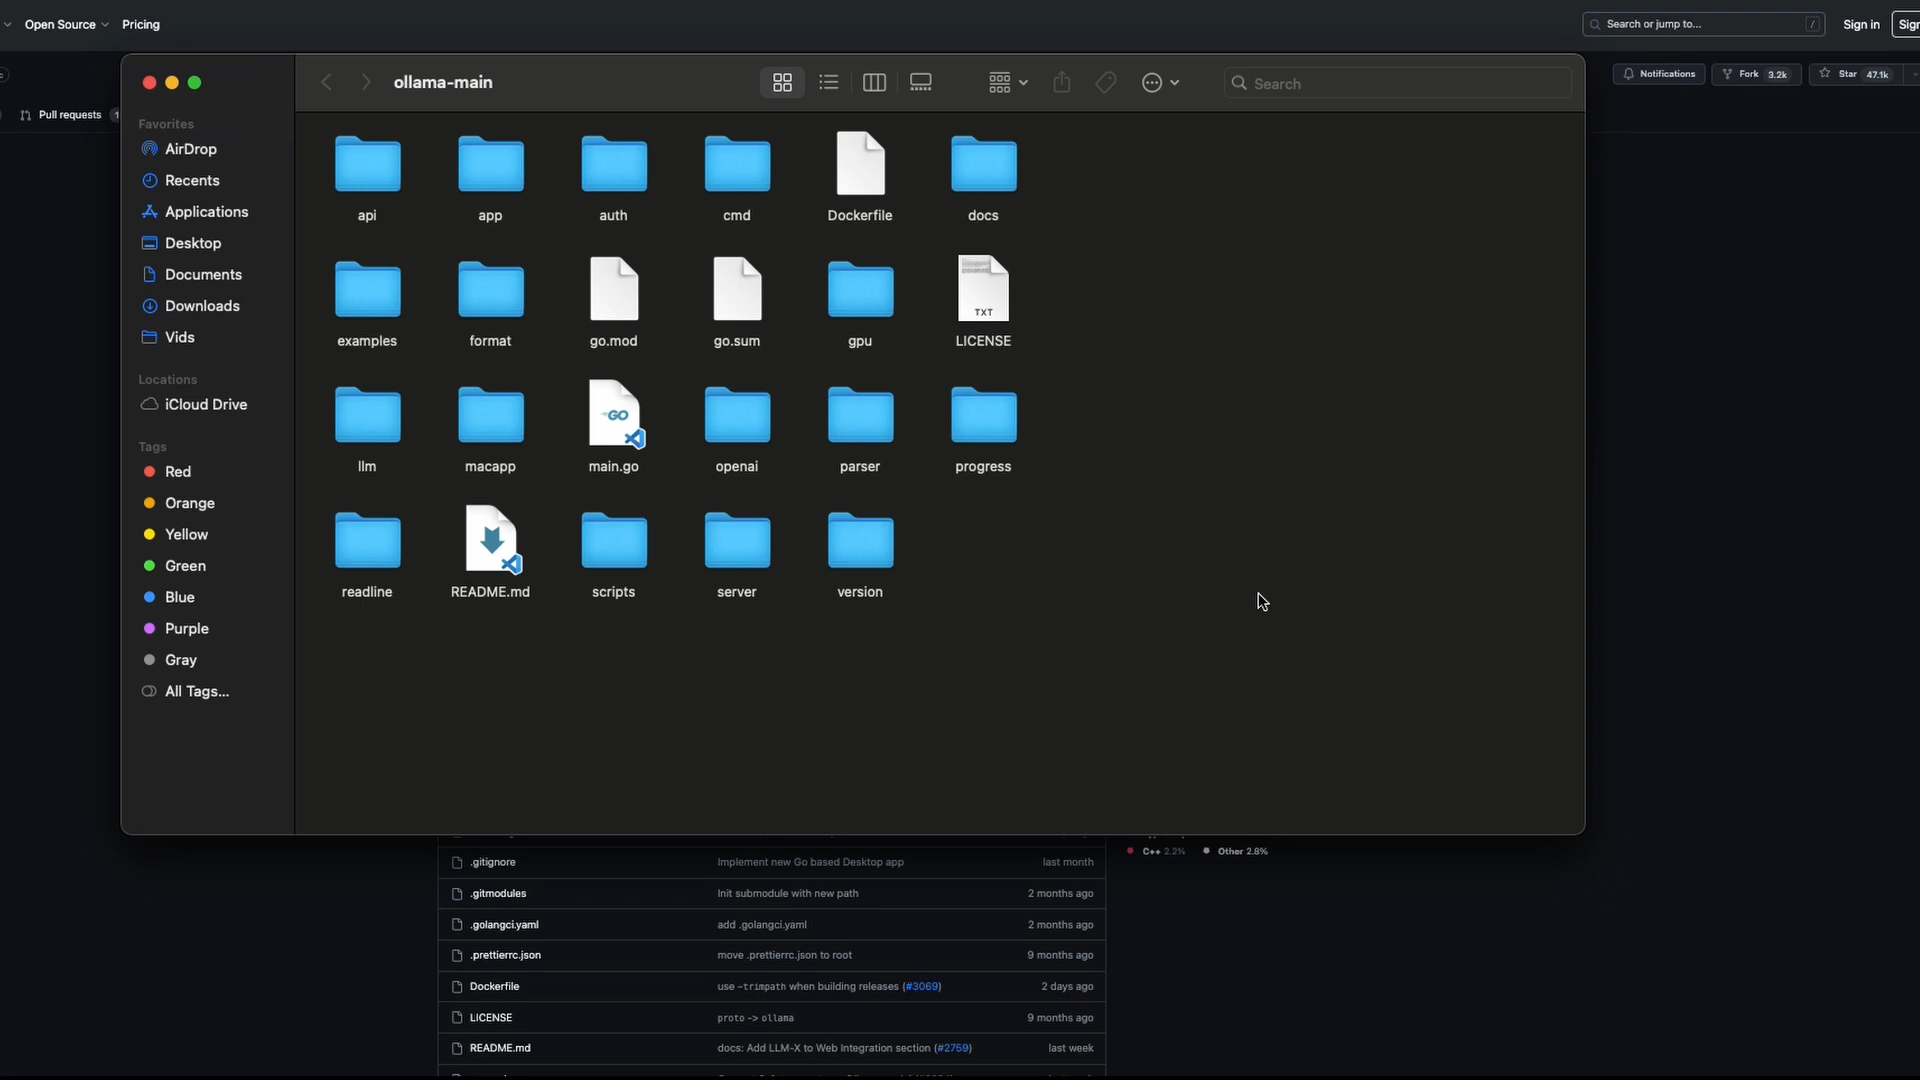 Open Source Pricing
Search or jump to... /
Sign in
Notifications
Fork 3.2k
Star 47.1k
Pull requests
ollama-main
Search
Favorites
AirDrop
Recents
Applications
Desktop
Documents
Downloads
Vids
Locations
iCloud Drive
Tags
Red
Orange
Yellow
Green
Blue
Purple
Gray
All Tags...
api app auth cmd Dockerfile docs
examples format go.mod go.sum gpu LICENSE
TXT
GO
llm macapp main.go openai parser progress
readline README.md scripts server version
C++ 2.2% Other 2.8%
.gitignore Implement new Go based Desktop app last month
.gitmodules Init submodule with new path 2 months ago
.golangci.yaml add .golangci.yaml 2 months ago
.prettierrc.json move .prettierrc.json to root 9 months ago
Dockerfile use -trimpath when building releases (#3069) 2 days ago
LICENSE proto -> ollama 9 months ago
README.md docs: Add LLM-X to Web Integration section (#2759) last week